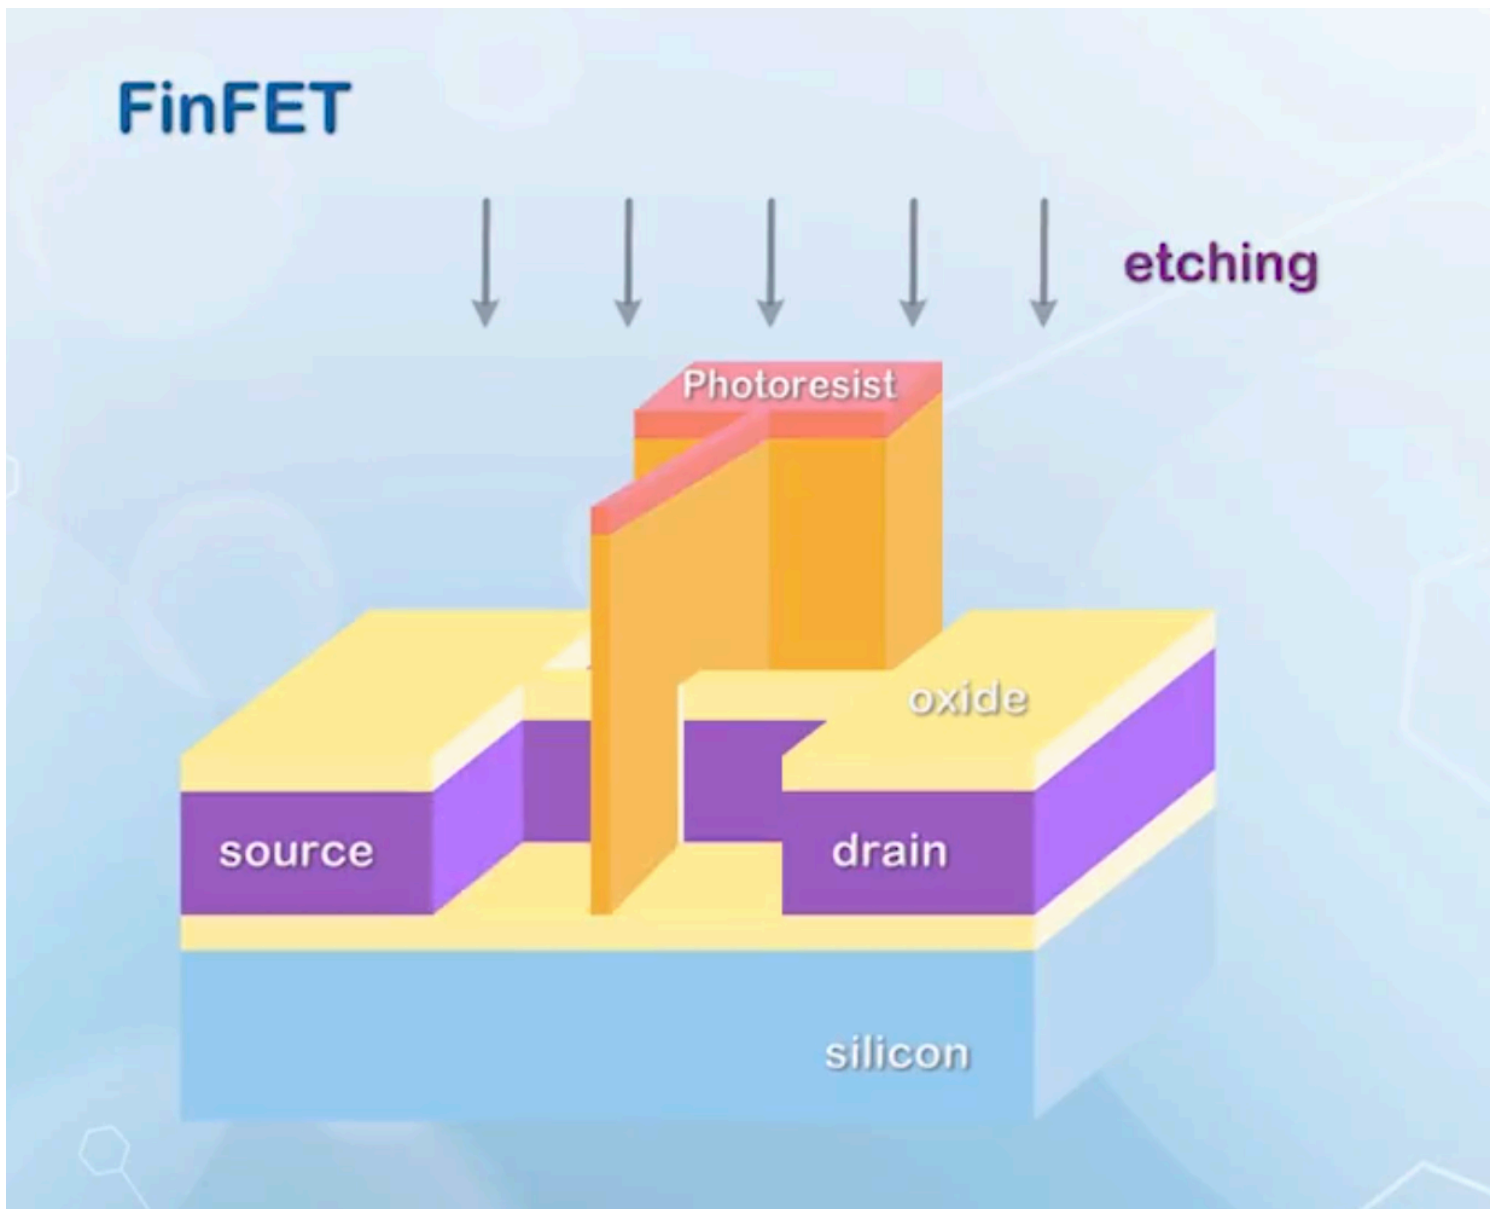 FinFET
etching
Photoresist
oxide
source
drain
silicon